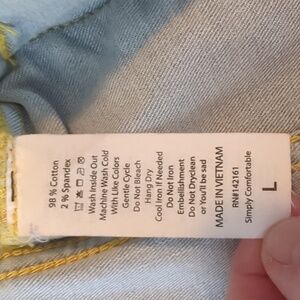 98 % Cotton
2 % Spandex
Wash Inside Out
Machine Wash Cold
With Like Colors
Gentle Cycle
Do Not Bleach
Hang Dry
Cool Iron If Needed
Do Not Iron
Embellishment
Do Not Dryclean
or You'll be sad
MADE IN VIETNAM
RN#142161
Simply Comfortable
L